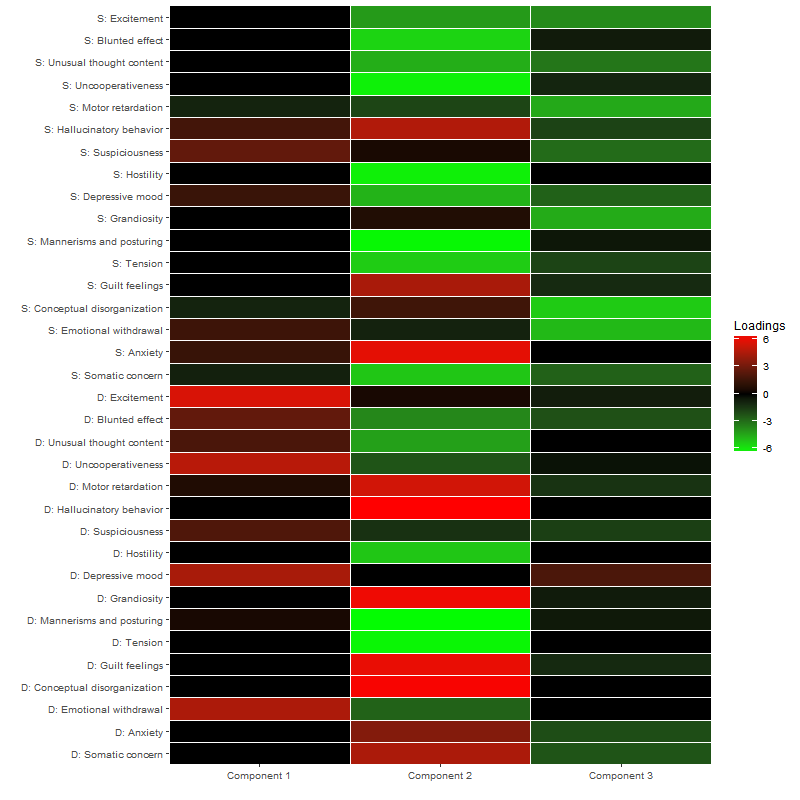 S: Excitement
S: Blunted effect
S: Unusual thought content
S: Uncooperativeness
S: Motor retardation
S: Hallucinatory behavior
S: Suspiciousness
S: Hostility
S: Depressive mood
S: Grandiosity
S: Mannerisms and posturing
S: Tension
S: Guilt feelings
S: Conceptual disorganization
S: Emotional withdrawal
S: Anxiety
S: Somatic concern
D: Excitement
D: Blunted effect
D: Unusual thought content
D: Uncooperativeness
D: Motor retardation
D: Hallucinatory behavior
D: Suspiciousness
D: Hostility
D: Depressive mood
D: Grandiosity
D: Mannerisms and posturing
D: Tension
D: Guilt feelings
D: Conceptual disorganization
D: Emotional withdrawal
D: Anxiety
D: Somatic concern
Component 1
Component 2
Component 3
Loadings
6
3
0
-3
-6